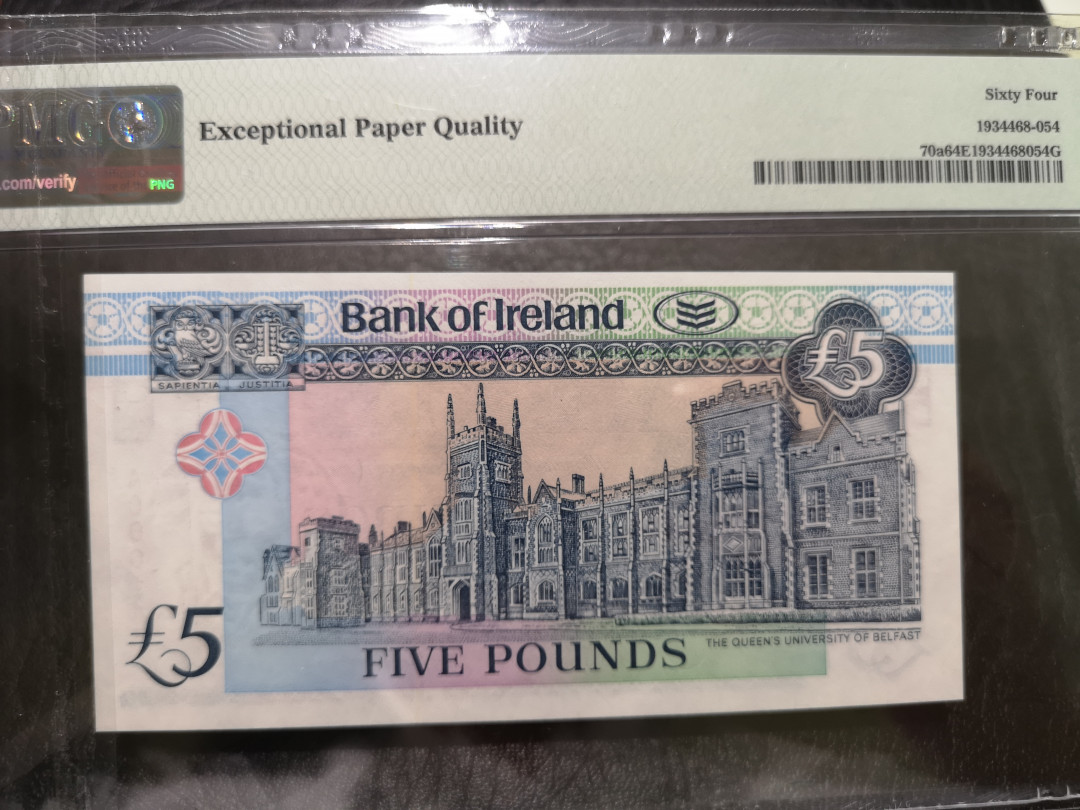 PMG
Exceptional Paper Quality
Sixty Four
1934468-054
70a64E1934468054G
.com/verify
PNG
Bank of Ireland
£5
SAPIENTIA JUSTITIA
£5
FIVE POUNDS
THE QUEEN'S UNIVERSITY OF BELFAST